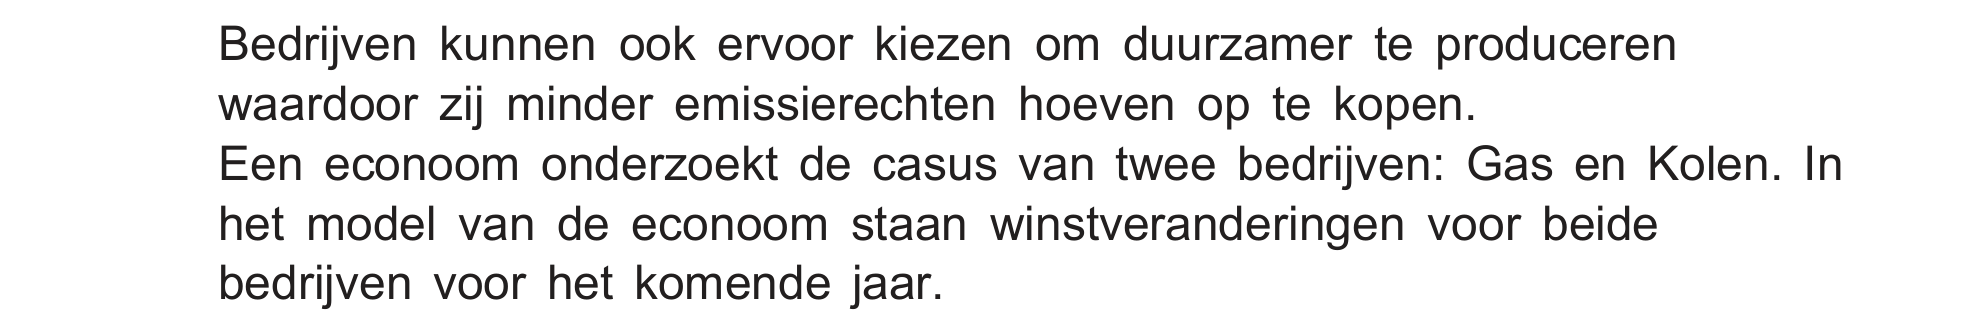 Bedrijven kunnen ook ervoor kiezen om duurzamer te produceren
waardoor zij minder emissierechten hoeven op te kopen.
Een econoom onderzoekt de casus van twee bedrijven: Gas en Kolen. In
het model van de econoom staan winstveranderingen voor beide
bedrijven voor het komende jaar.